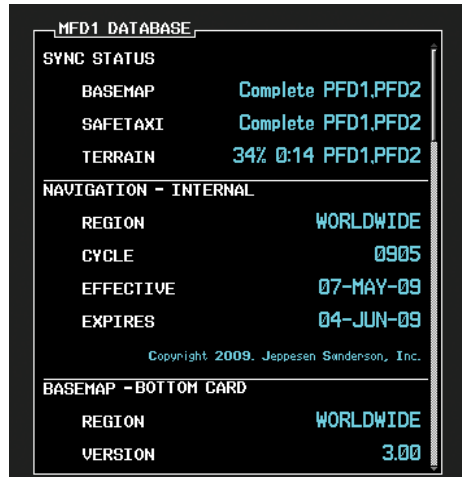 MFD1 DATABASE
SYNC STATUS
BASEMAP Complete PFD1,PFD2
SAFETAXI Complete PFD1,PFD2
TERRAIN 34% 0:14 PFD1,PFD2
NAVIGATION - INTERNAL
REGION WORLDWIDE
CYCLE 0905
EFFECTIVE 07-MAY-09
EXPIRES 04-JUN-09
Copyright 2009. Jeppesen Sanderson, Inc.
BASEMAP -BOTTOM CARD
REGION WORLDWIDE
VERSION 3.00